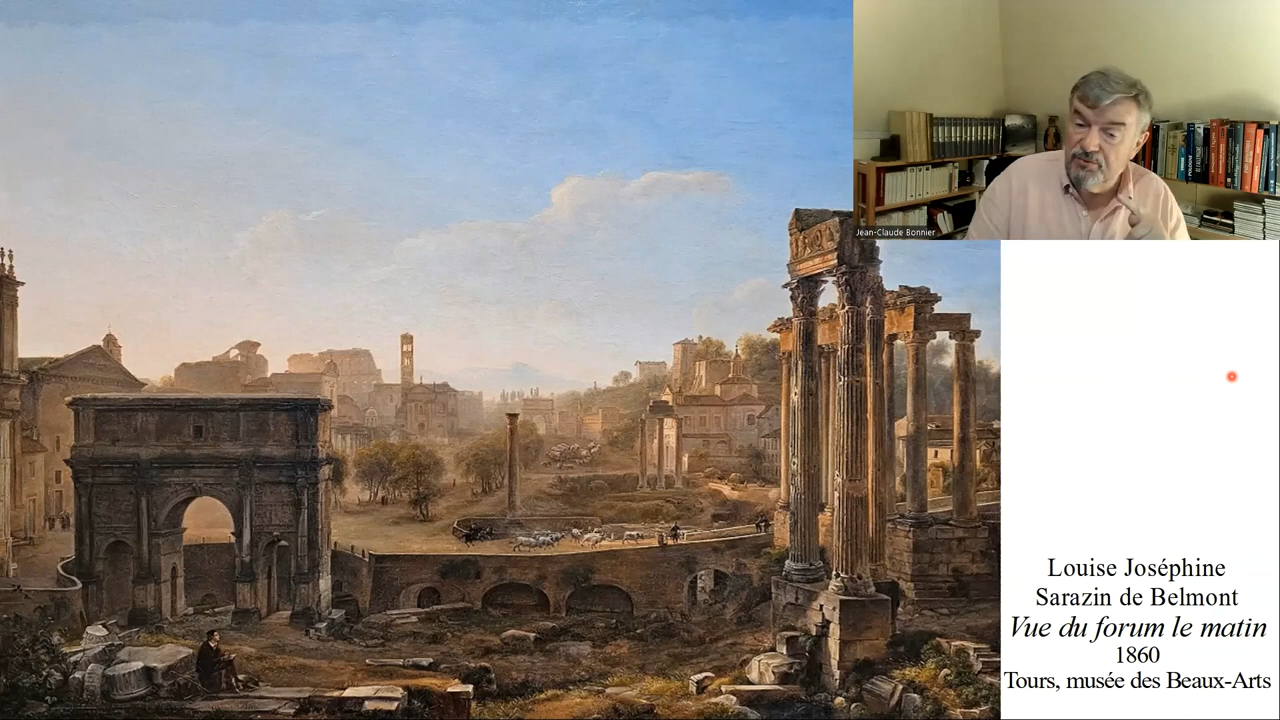 Jean-Claude Bonnier
Louise Joséphine
Sarazin de Belmont
Vue du forum le matin
1860
Tours, musée des Beaux-Arts